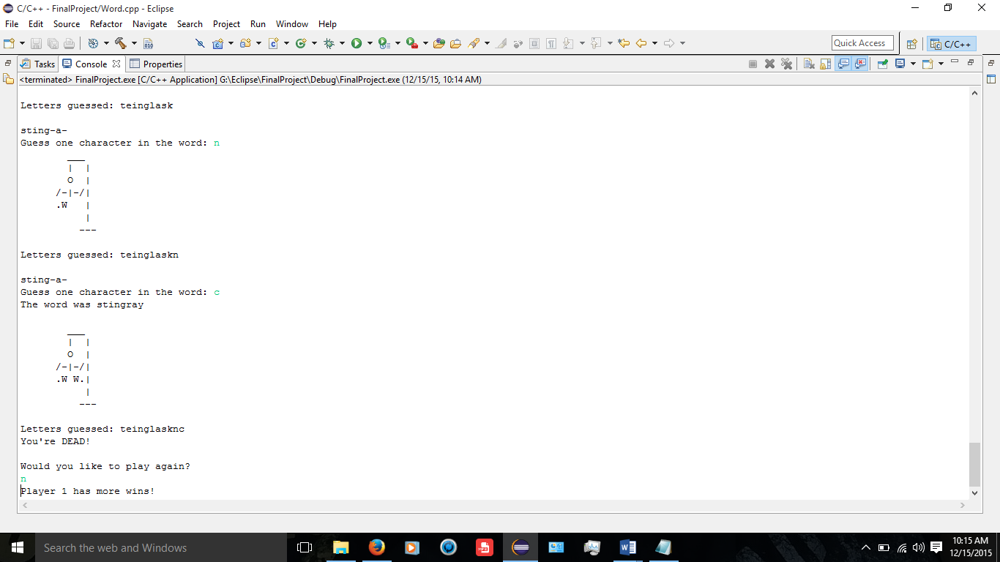 C/C++ - FinalProject/Word.cpp - Eclipse
File Edit Source Refactor Navigate Search Project Run Window Help
Quick Access C/C++
Tasks Console Properties
<terminated> FinalProject.exe [C/C++ Application] G:\Eclipse\FinalProject\Debug\FinalProject.exe (12/15/15, 10:14 AM)
Letters guessed: teinglask
sting-a-
Guess one character in the word: n
___
| |
O |
/-|-/|
.W |
|
---
Letters guessed: teinglaskn
sting-a-
Guess one character in the word: c
The word was stingray
___
| |
O |
/-|-/|
.W W.|
|
---
Letters guessed: teinglasknc
You're DEAD!
Would you like to play again?
n
Player 1 has more wins!
Search the web and Windows
10:15 AM
12/15/2015